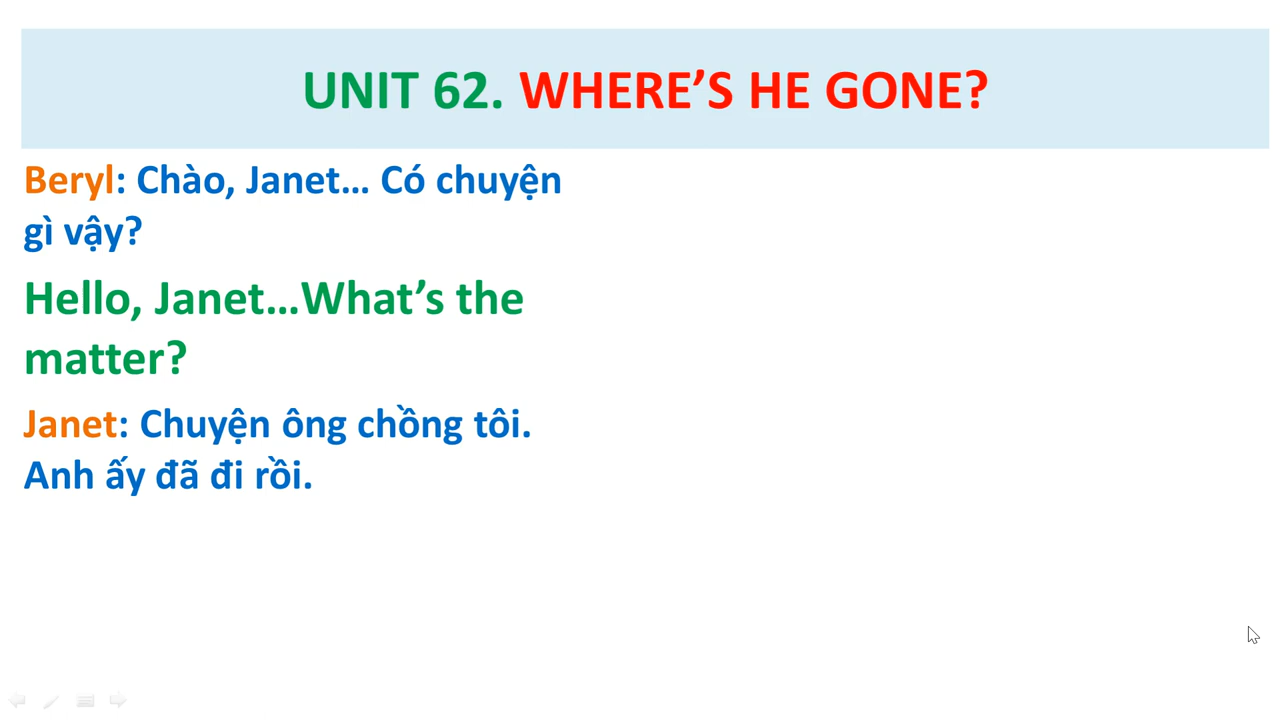 UNIT 62. WHERE’S HE GONE?
Beryl: Chào, Janet… Có chuyện
gì vậy?
Hello, Janet…What’s the
matter?
Janet: Chuyện ông chồng tôi.
Anh ấy đã đi rồi.